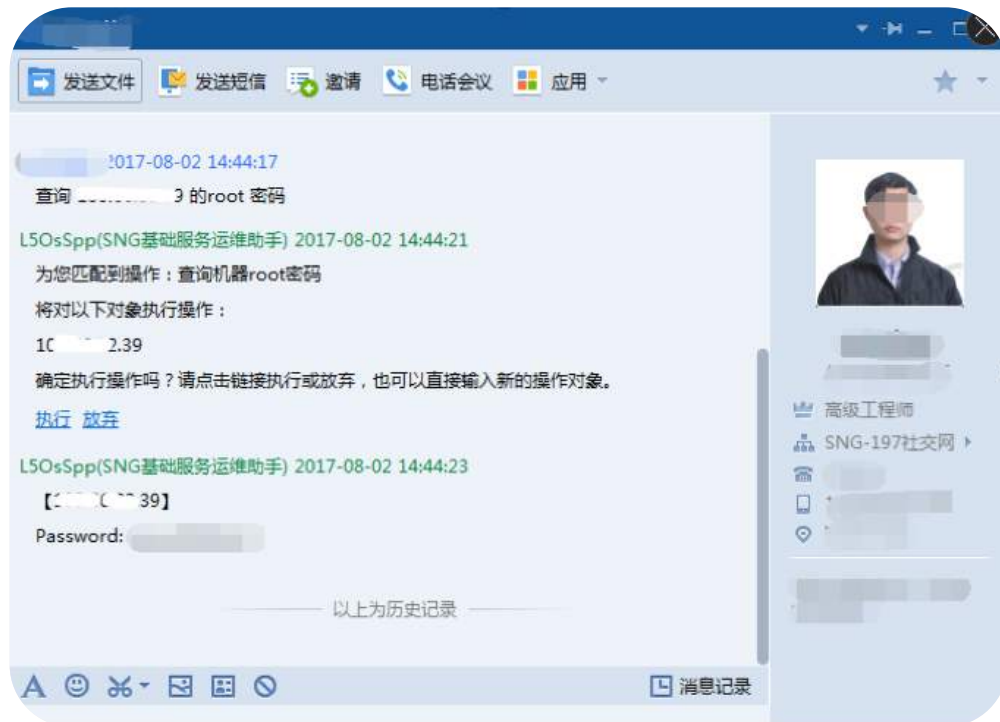 发送文件 发送短信 邀请 电话会议 应用
2017-08-02 14:44:17
查询 9 的root 密码
L5OsSpp(SNG基础服务运维助手) 2017-08-02 14:44:21
为您匹配到操作：查询机器root密码
将对以下对象执行操作：
10 2.39
确定执行操作吗？请点击链接执行或放弃，也可以直接输入新的操作对象。
执行 放弃
L5OsSpp(SNG基础服务运维助手) 2017-08-02 14:44:23
【 39】
Password:
以上为历史记录
消息记录
高级工程师
SNG-197社交网